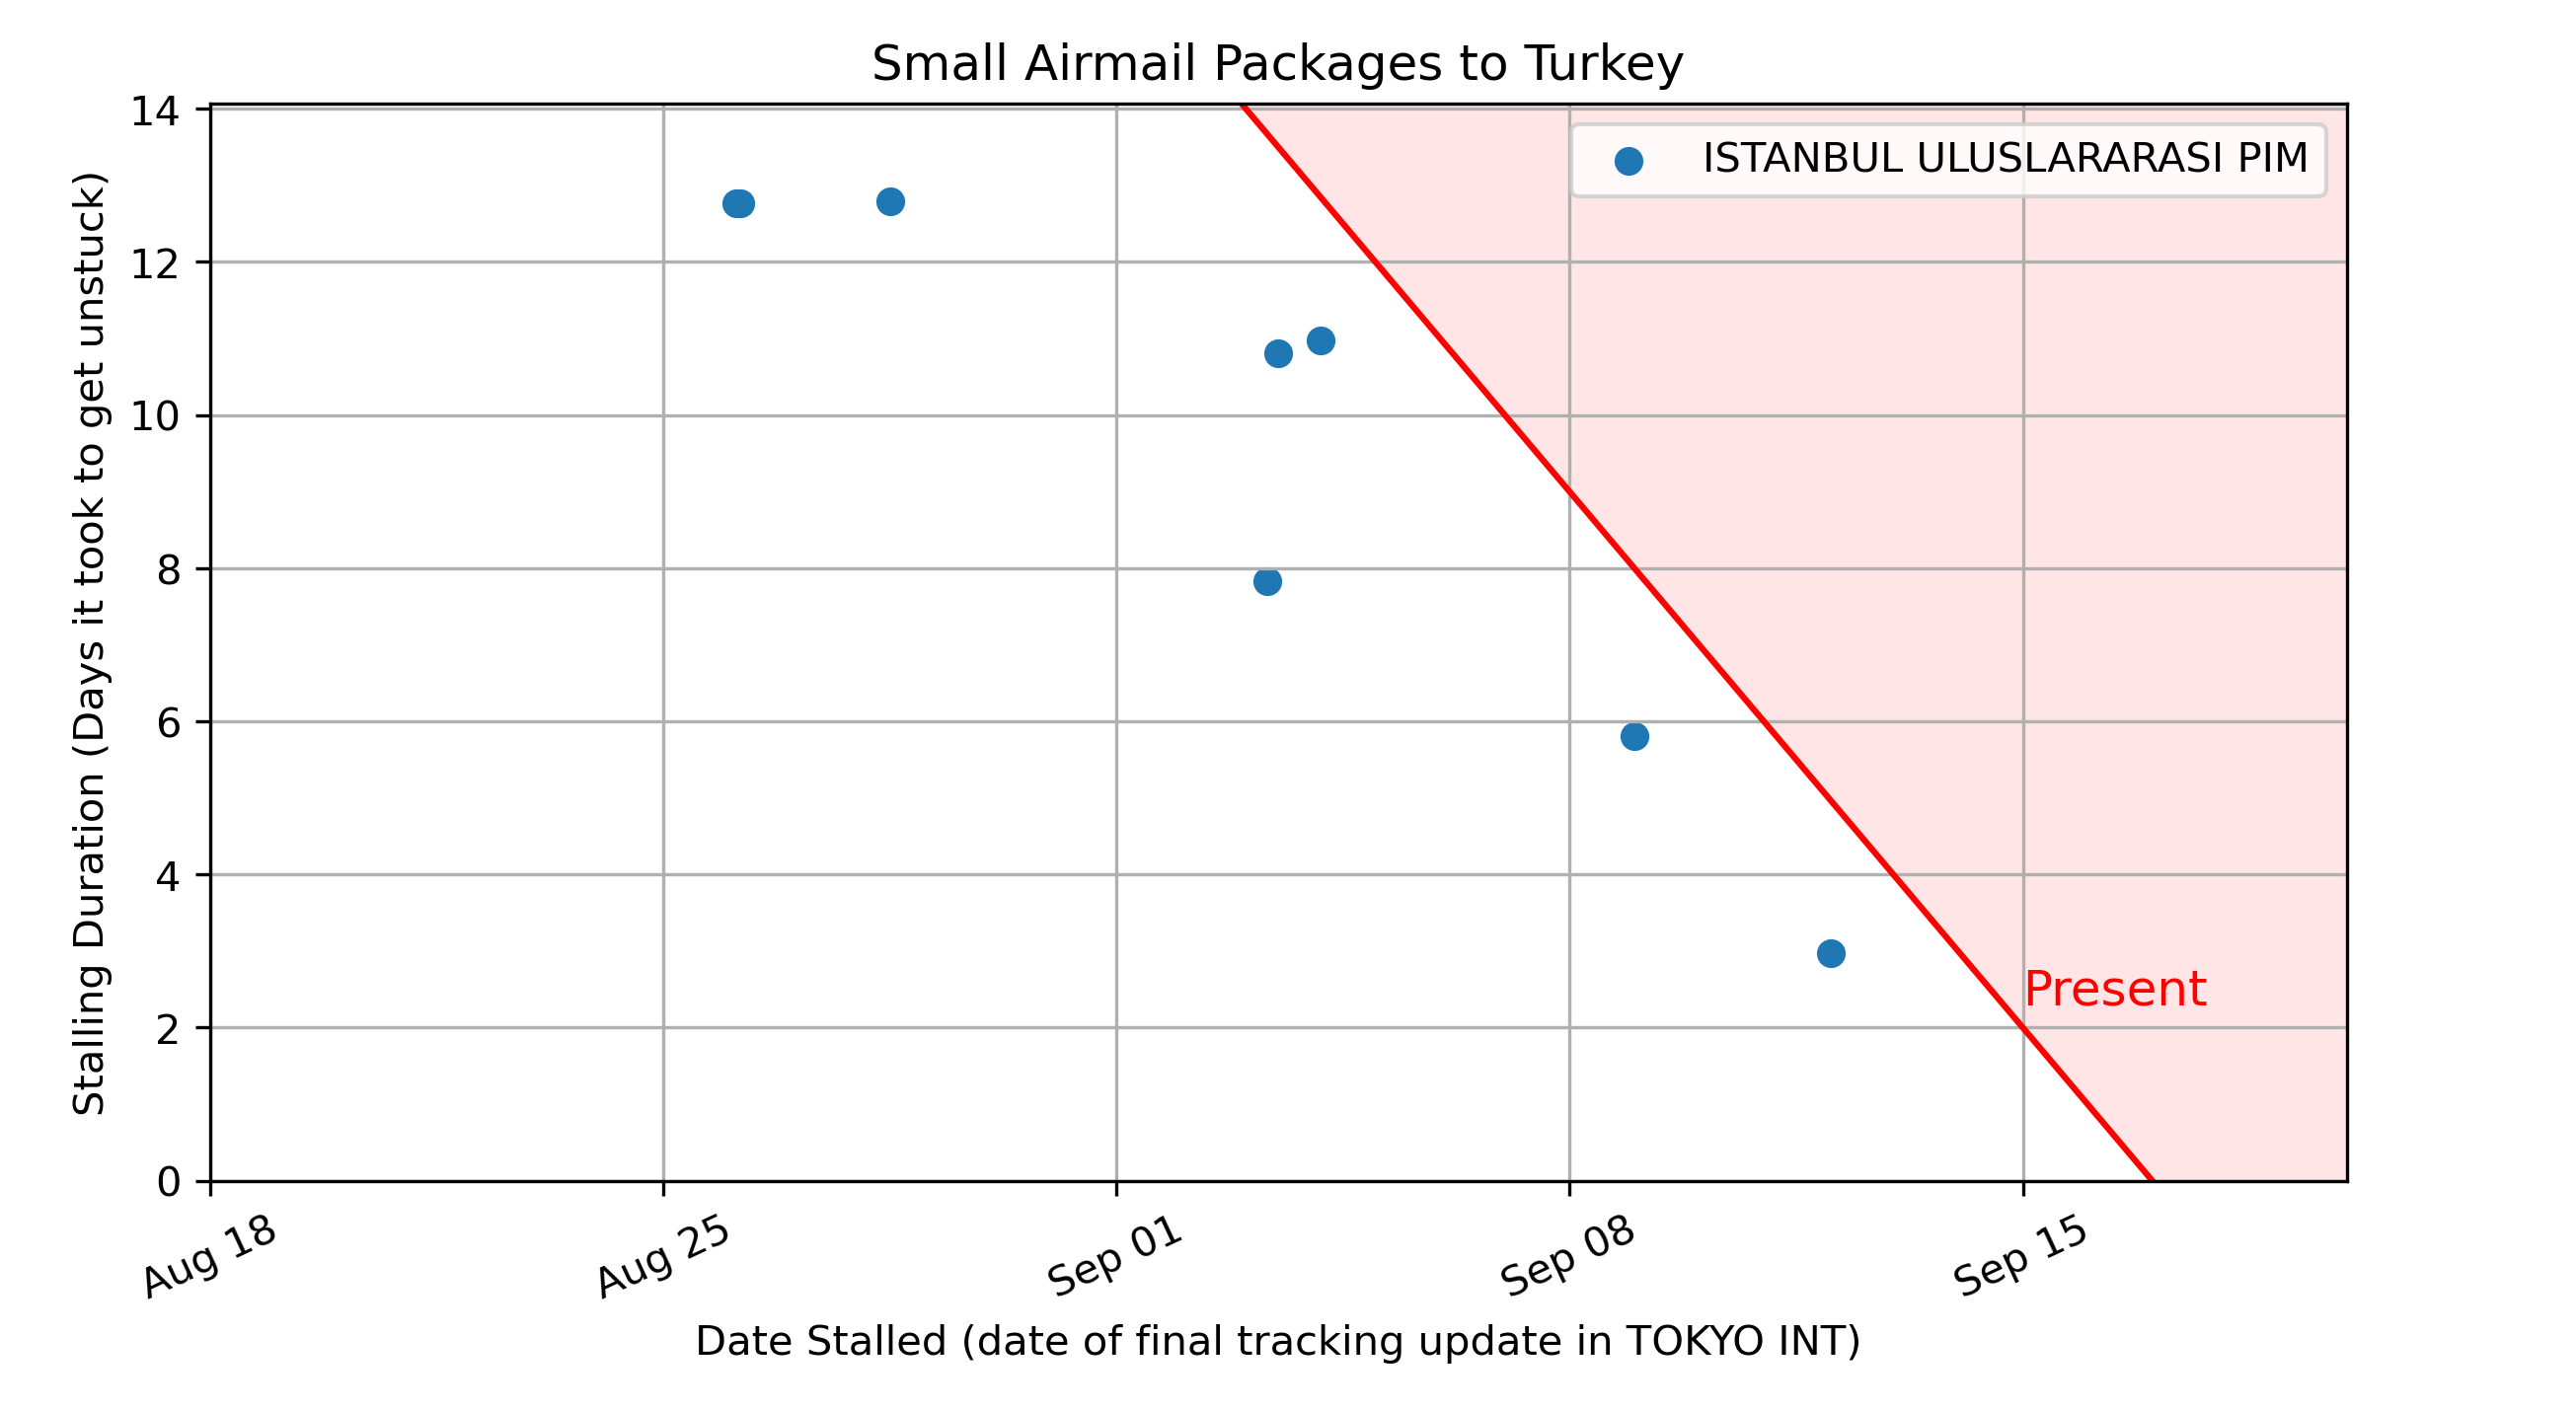 Small Airmail Packages to Turkey
Stalling Duration (Days it took to get unstuck)
14
12
10
8
6
4
2
0
ISTANBUL ULUSLARARASI PIM
Present
Aug 18
Aug 25
Sep 01
Sep 08
Sep 15
Date Stalled (date of final tracking update in TOKYO INT)